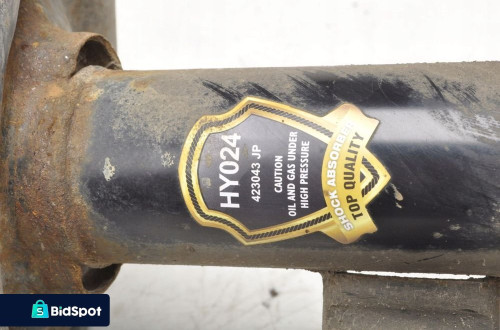 HY024
423043 JP
CAUTION
OIL AND GAS UNDER
HIGH PRESSURE
SHOCK ABSORBER
TOP QUALITY
BidSpot